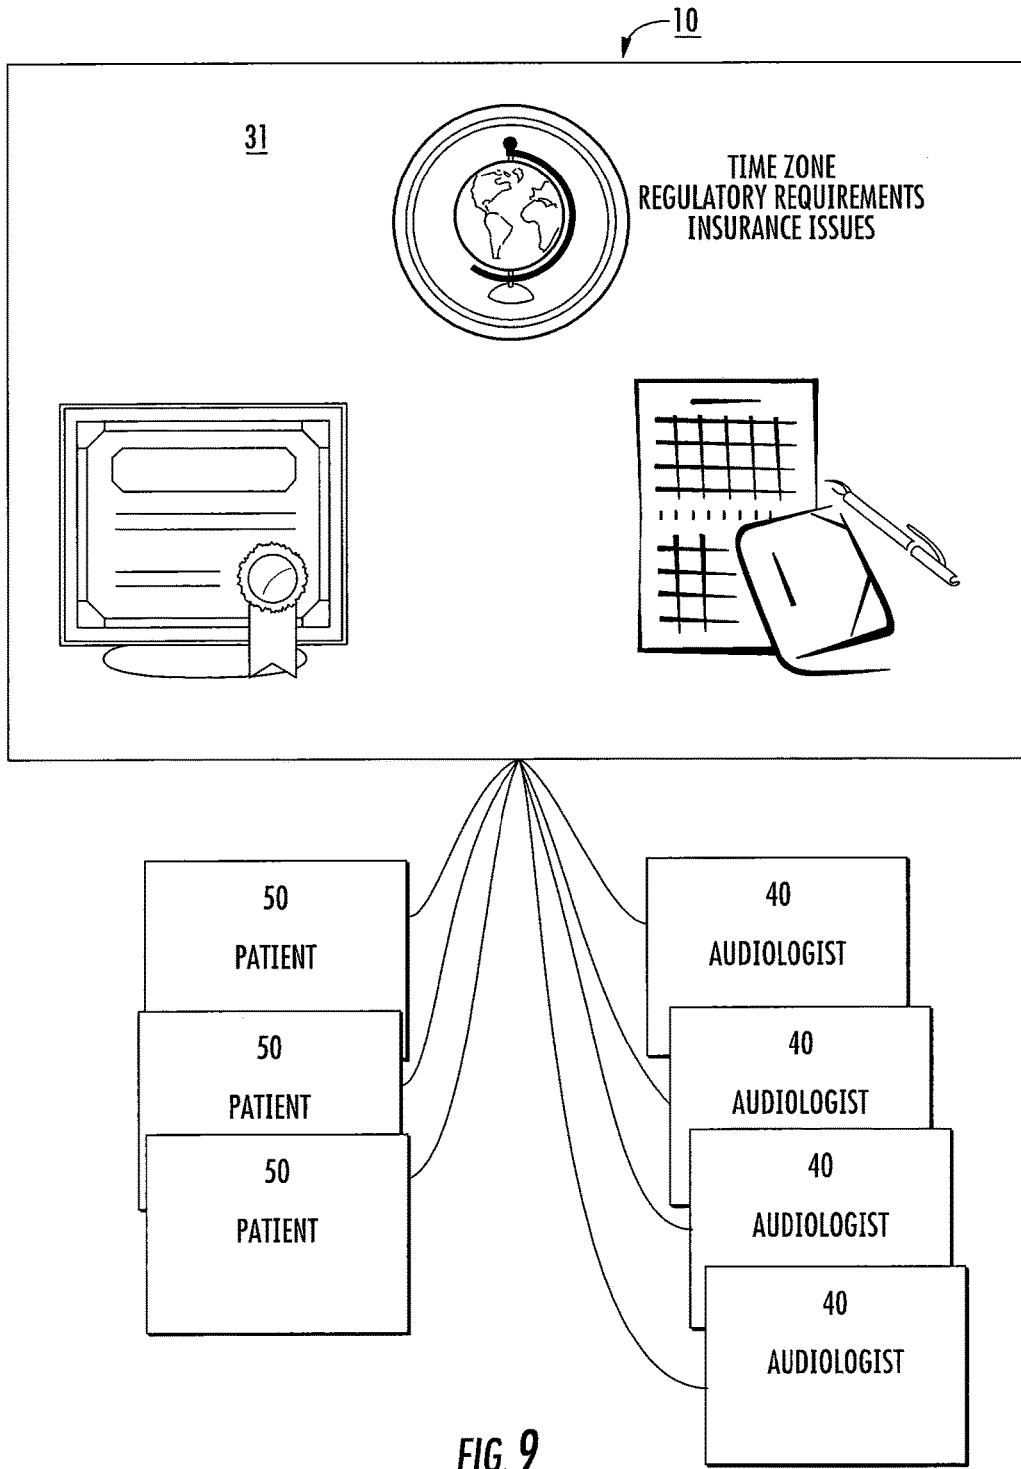 10
31
TIME ZONE
REGULATORY REQUIREMENTS
INSURANCE ISSUES
50
PATIENT
50
PATIENT
50
PATIENT
40
AUDIOLOGIST
40
AUDIOLOGIST
40
AUDIOLOGIST
40
AUDIOLOGIST
FIG. 9